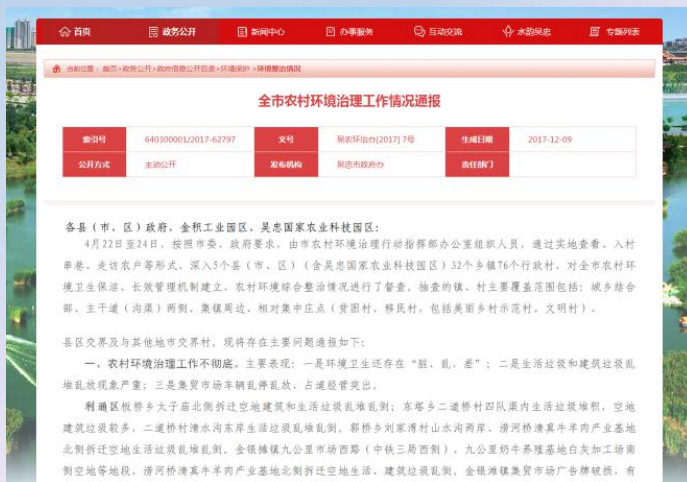 首页 政务公开 新闻中心 办事服务 互动交流 水韵吴忠 专题列表
当前位置：首页>政务公开>政府信息公开目录>环境保护 >环境整治情况
全市农村环境治理工作情况通报
索引号 640300001/2017-62797 文号 吴农环治办[2017] 7号 生成日期 2017-12-09
公开方式 主动公开 发布机构 吴忠市政府办 责任部门
各县（市、区）政府，金积工业园区、吴忠国家农业科技园区：
4月22日至24日，按照市委、政府要求，由市农村环境治理行动指挥部办公室组织人员，通过实地查看、入村
串巷、走访农户等形式，深入5个县（市、区）（含吴忠国家农业科技园区）32个乡镇76个行政村，对全市农村环
境卫生保洁、长效管理机制建立、农村环境综合整治情况进行了督查。抽查的镇、村主要覆盖范围包括：城乡结合
部、主干道（沟渠）两侧、集镇周边、相对集中庄点（贫困村、移民村，包括美丽乡村示范村、文明村）、
县区交界及与其他地市交界村。现将存在主要问题通报如下：
一、农村环境治理工作不彻底。主要表现：一是环境卫生还存在“脏、乱、差”；二是生活垃圾和建筑垃圾乱
堆乱放现象严重；三是集贸市场车辆乱停乱放、占道经营突出。
利通区板桥乡太子庙北侧拆迁空地建筑和生活垃圾乱堆乱倒；东塔乡二道桥村四队渠内生活垃圾堆积，空地
建筑垃圾较多，二道桥村清水沟东岸生活垃圾乱倒，郭桥乡刘家湾村山水沟两岸、涝河桥清真牛羊肉产业基地
北侧拆迁空地生活垃圾乱堆乱倒，金银滩镇九公里市场西路（中铁三局西侧）、九公里奶牛养殖基地白灰加工场南
侧空地等地段、涝河桥清真牛羊肉产业基地北侧拆迁空地生活、建筑垃圾乱倒，金银滩镇集贸市场广告牌破损，有